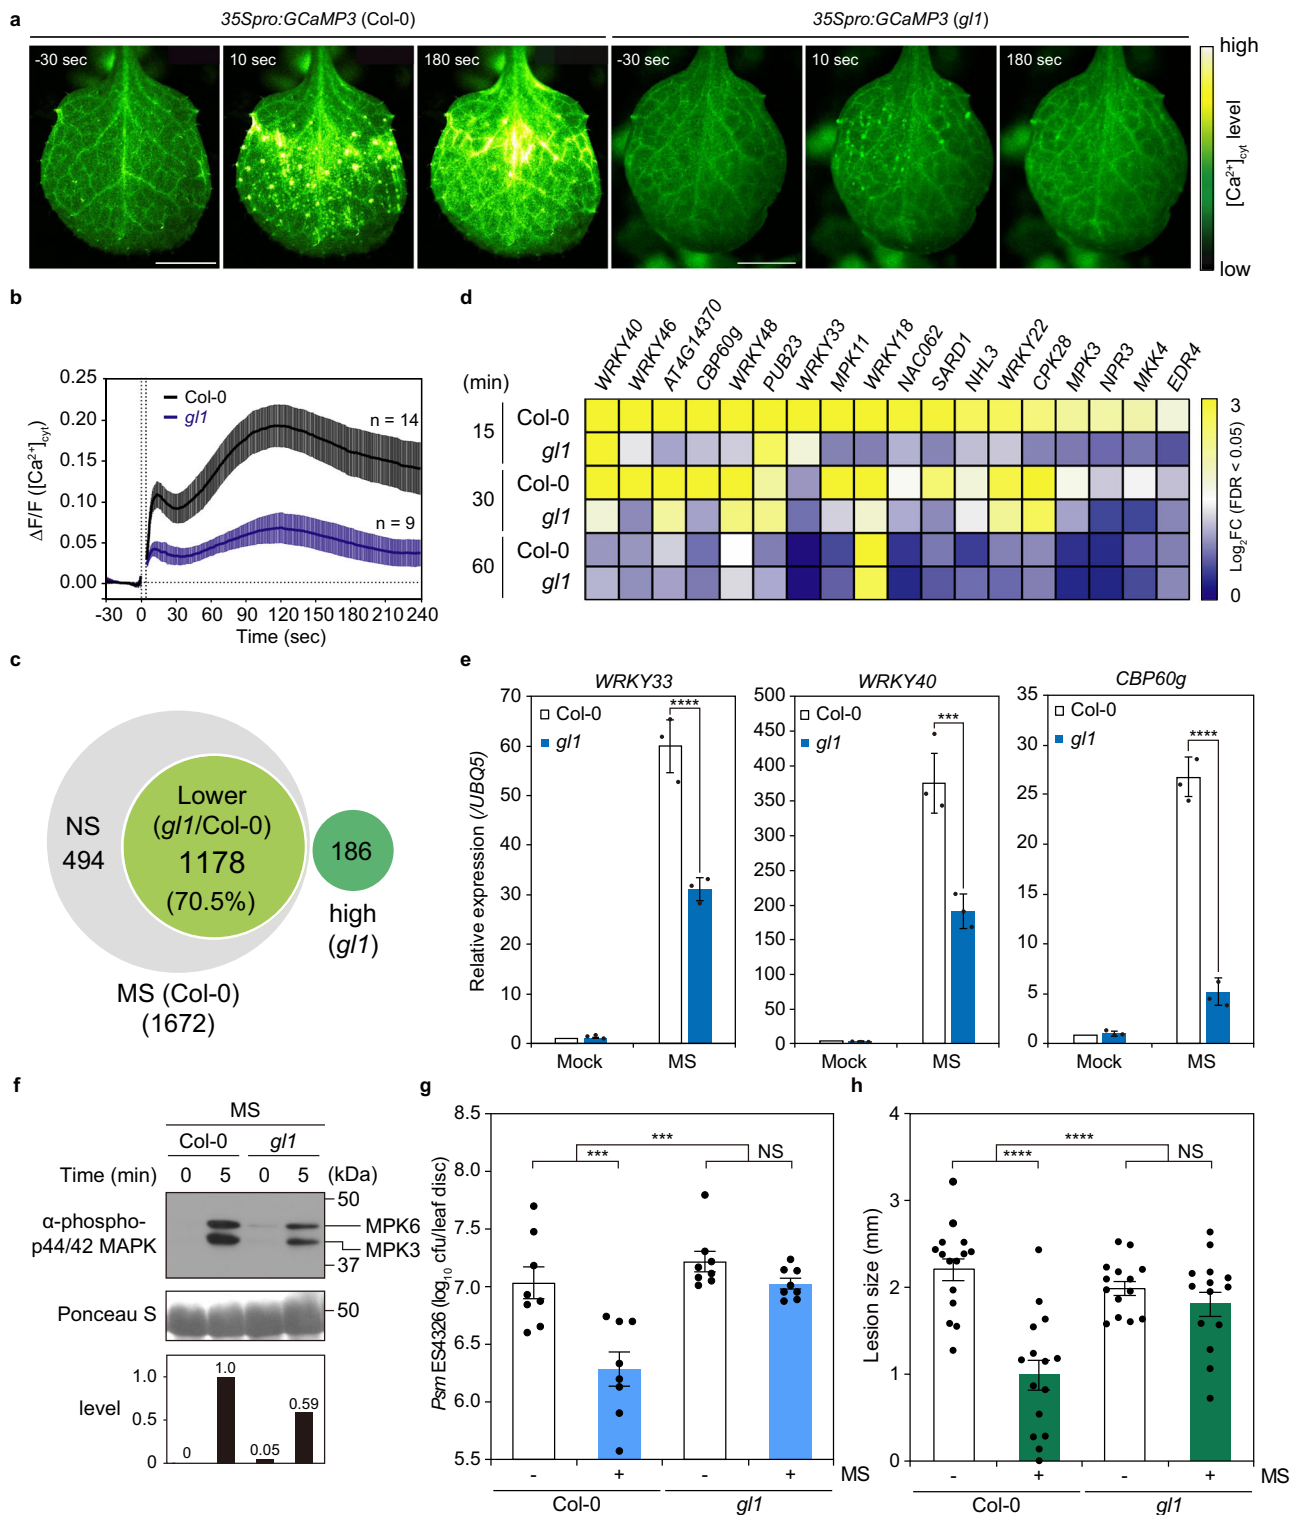 a
35Spro:GCaMP3 (Col-0)
35Spro:GCaMP3 (gl1)
-30 sec
10 sec
180 sec
-30 sec
10 sec
180 sec
high
[Ca²⁺]cyt level
low
b
ΔF/F ([Ca²⁺]cyt)
0.25
0.20
0.15
0.10
0.05
0.00
Col-0
gl1
n = 14
n = 9
-30 0 30 60 90 120 150 180 210 240
Time (sec)
d
(min)
WRKY40
WRKY46
AT4G14370
CBP60g
WRKY48
PUB23
WRKY33
MPK11
WRKY18
NAC062
SARD1
NHL3
WRKY22
CPK28
MPK3
NPR3
MKK4
EDR4
15
Col-0
gl1
30
Col-0
gl1
60
Col-0
gl1
3
Log₂FC (FDR < 0.05)
0
c
NS
494
Lower
(gl1/Col-0)
1178
(70.5%)
186
high
(gl1)
MS (Col-0)
(1672)
e
Relative expression (/UBQ5)
WRKY33
70
60
50
40
30
20
10
0
Col-0
gl1
****
Mock
MS
WRKY40
500
450
400
350
300
250
200
150
100
50
0
Col-0
gl1
***
Mock
MS
CBP60g
35
30
25
20
15
10
5
0
Col-0
gl1
****
Mock
MS
f
MS
Col-0
gl1
Time (min) 0 5 0 5 (kDa)
α-phospho-
p44/42 MAPK
50
MPK6
MPK3
37
Ponceau S
50
level
1.0
0.5
0
0
1.0
0.05
0.59
g
Psm ES4326 (log₁₀ cfu/leaf disc)
8.5
8.0
7.5
7.0
6.5
6.0
5.5
***
***
NS
- + - + MS
Col-0
gl1
h
Lesion size (mm)
4
3
2
1
0
****
****
NS
- + - + MS
Col-0
gl1